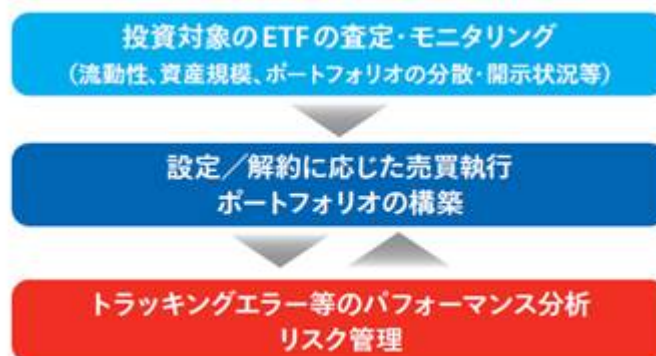 投資対象のETFの査定・モニタリング
(流動性、資産規模、ポートフォリオの分散・開示状況等)
設定／解約に応じた売買執行
ポートフォリオの構築
トラッキングエラー等のパフォーマンス分析
リスク管理